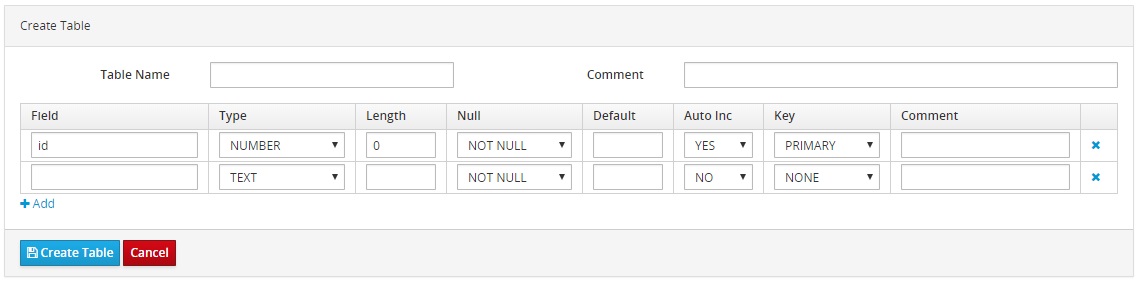 Create Table
Table Name Comment
Field Type Length Null Default Auto Inc Key Comment
id NUMBER 0 NOT NULL YES PRIMARY
TEXT NOT NULL NO NONE
Add
Create Table Cancel